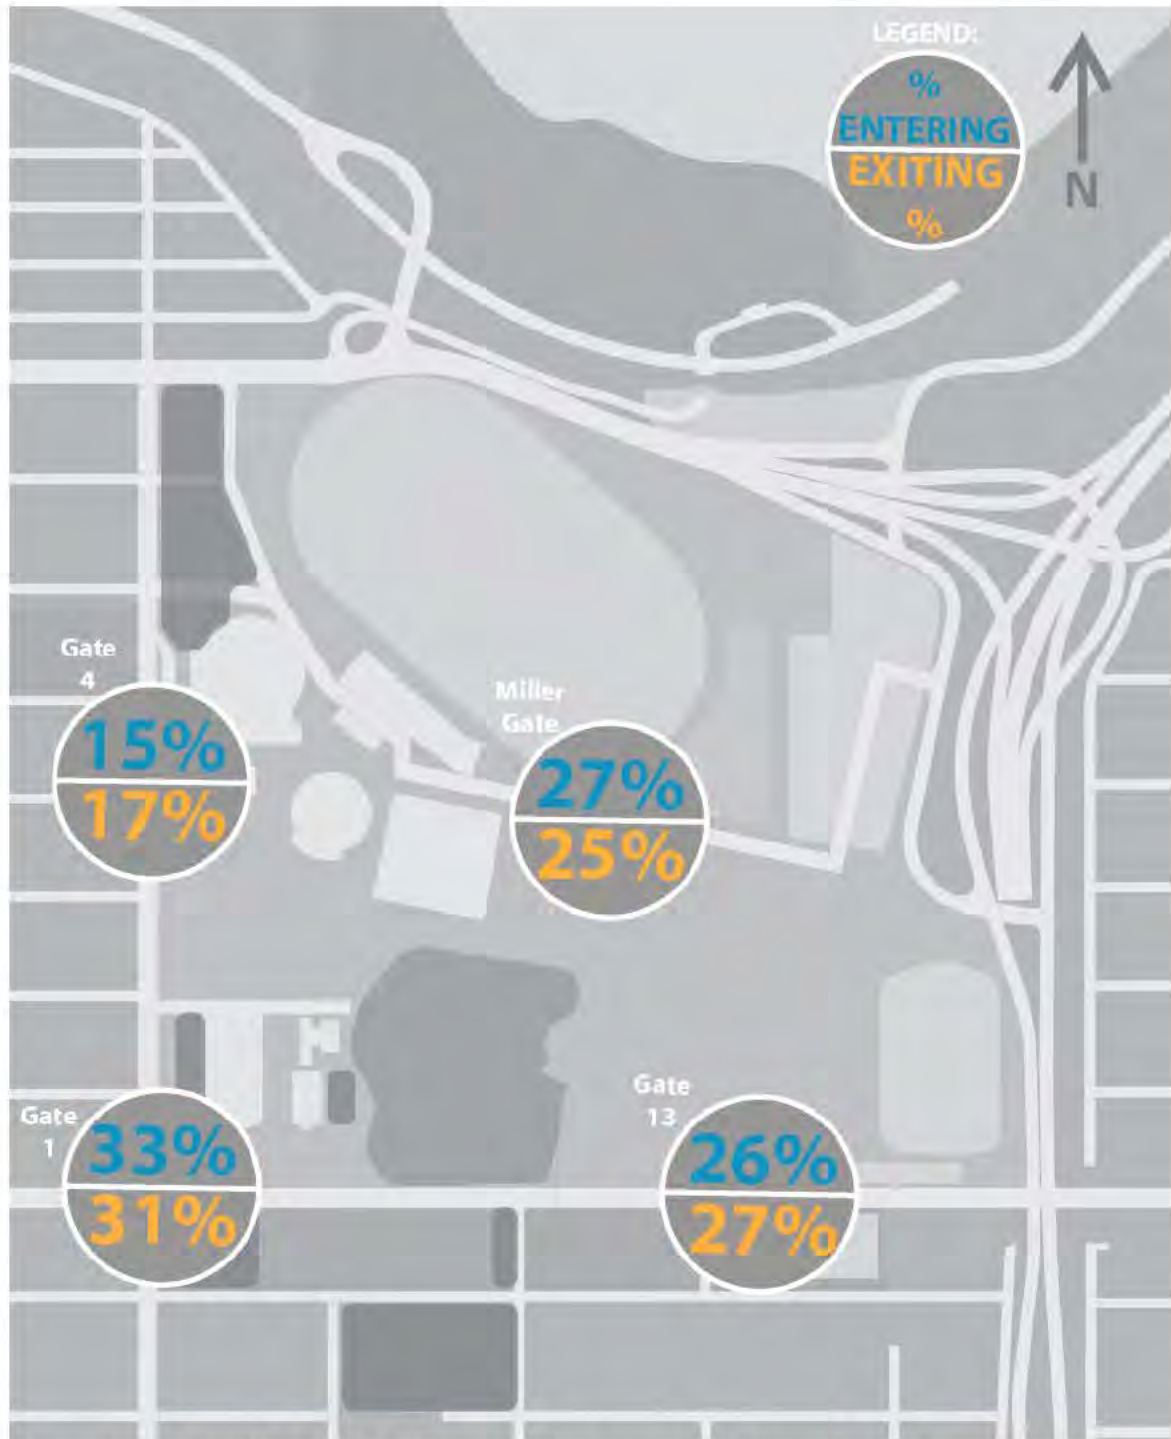 LEGEND:
%
ENTERING
EXITING
%
N
Gate
4
15%
17%
Miller
Gate
27%
25%
Gate
1
33%
31%
Gate
13
26%
27%